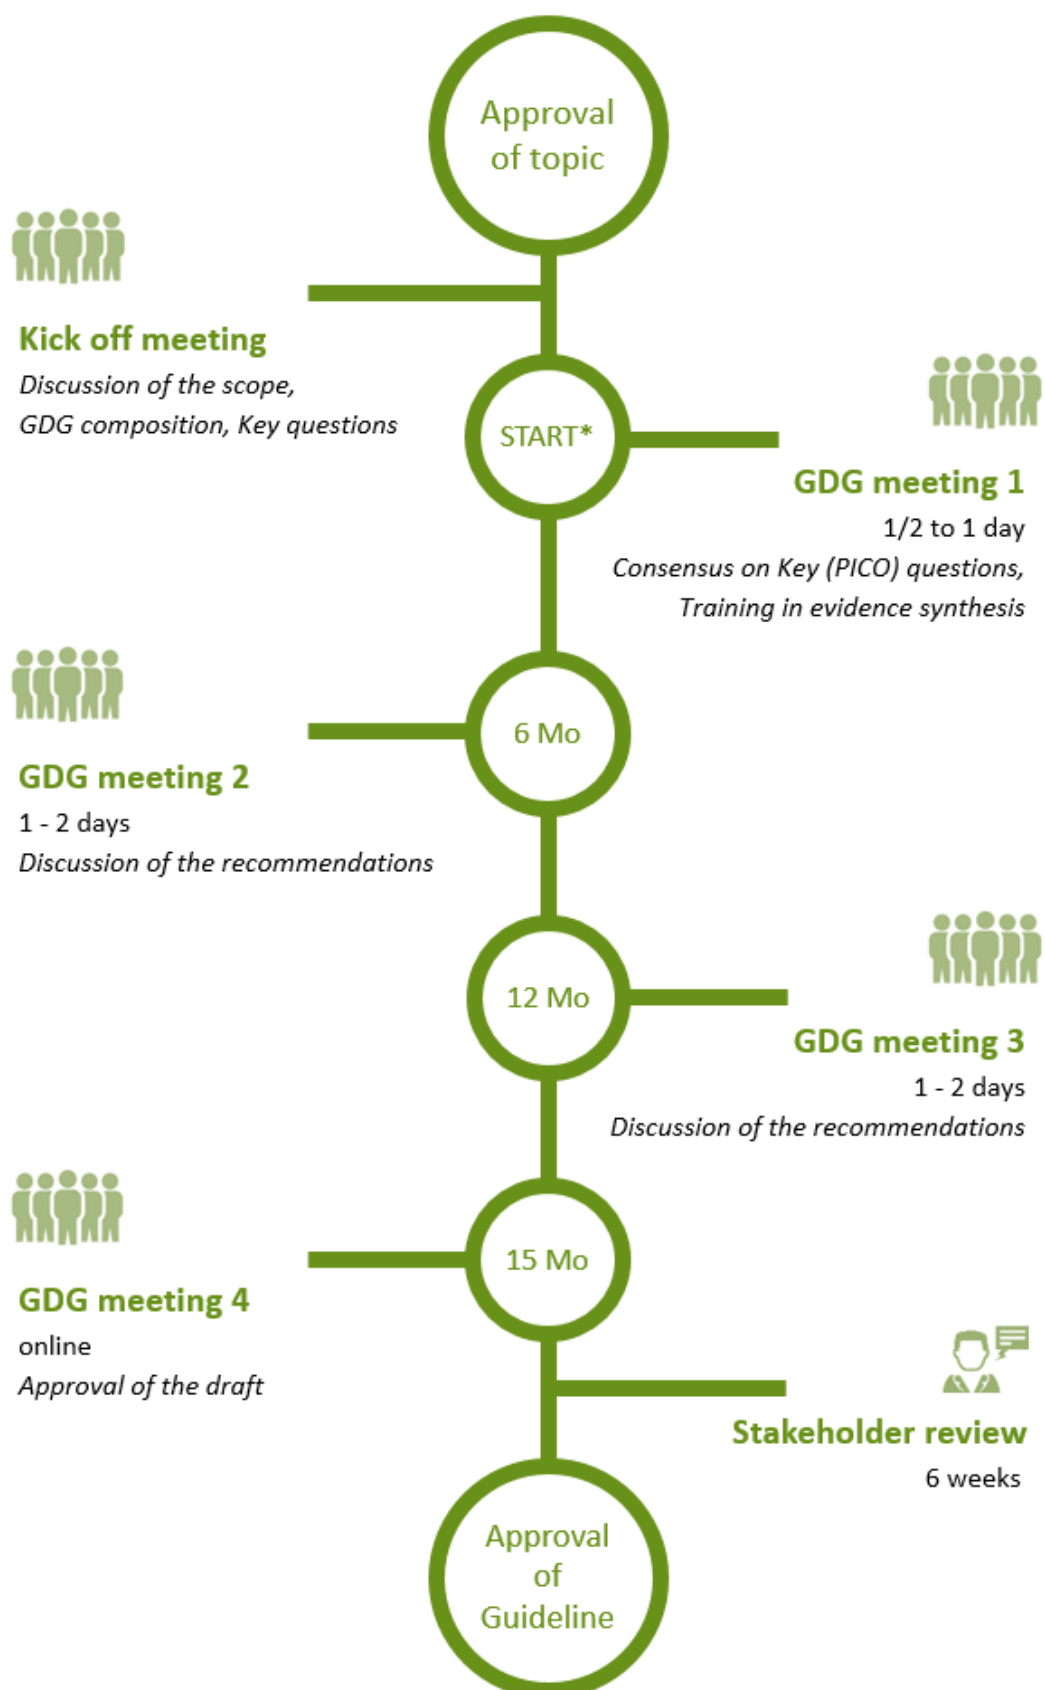 Approval
of topic
Kick off meeting
Discussion of the scope,
GDG composition, Key questions
START*
GDG meeting 1
1/2 to 1 day
Consensus on Key (PICO) questions,
Training in evidence synthesis
6 Mo
GDG meeting 2
1 - 2 days
Discussion of the recommendations
12 Mo
GDG meeting 3
1 - 2 days
Discussion of the recommendations
15 Mo
GDG meeting 4
online
Approval of the draft
Stakeholder review
6 weeks
Approval
of
Guideline